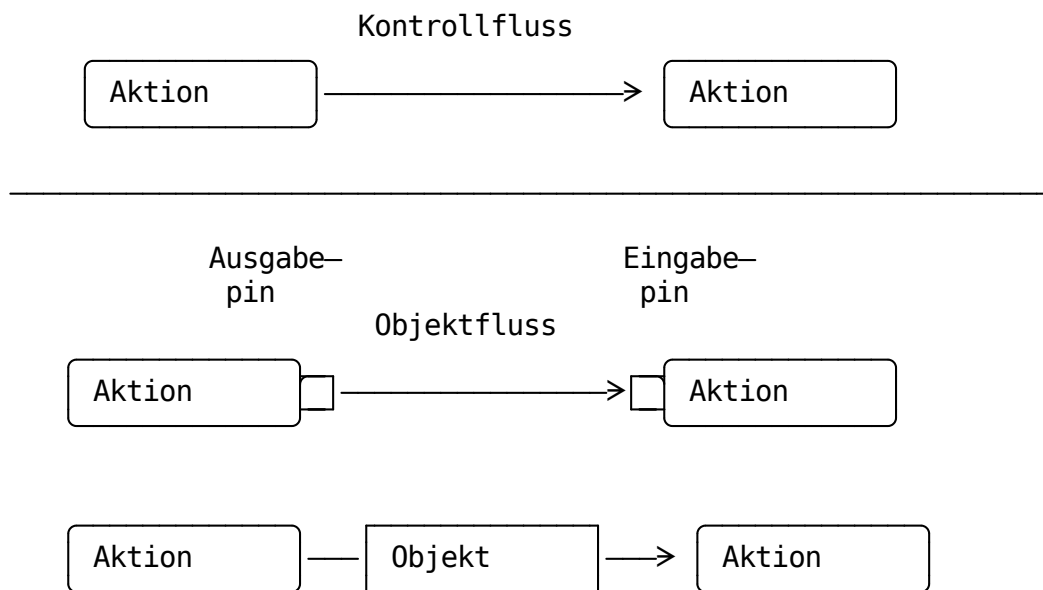 Kontrollfluss
Aktion Aktion
Ausgabe– Eingabe–
pin pin
Objektfluss
Aktion Aktion
Aktion Objekt Aktion